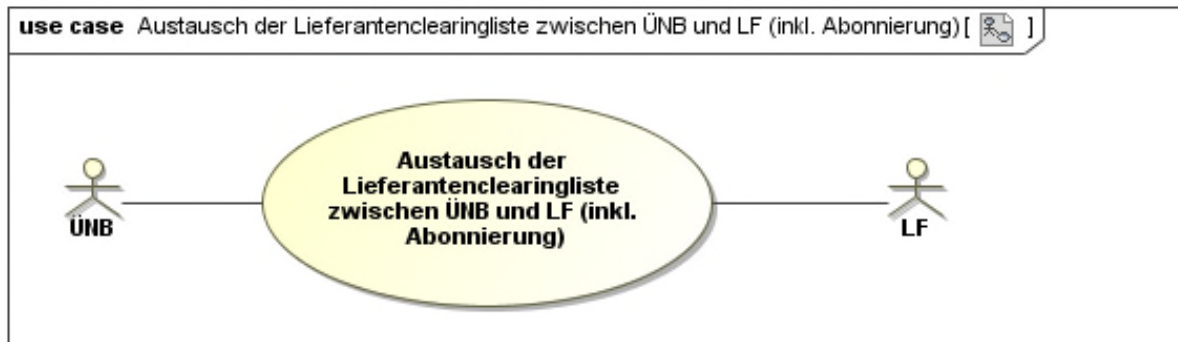 use case Austausch der Lieferantenclearingliste zwischen ÜNB und LF (inkl. Abonnierung) [ ]
Austausch der
Lieferantenclearingliste
zwischen ÜNB und LF (inkl.
Abonnierung)
ÜNB
LF